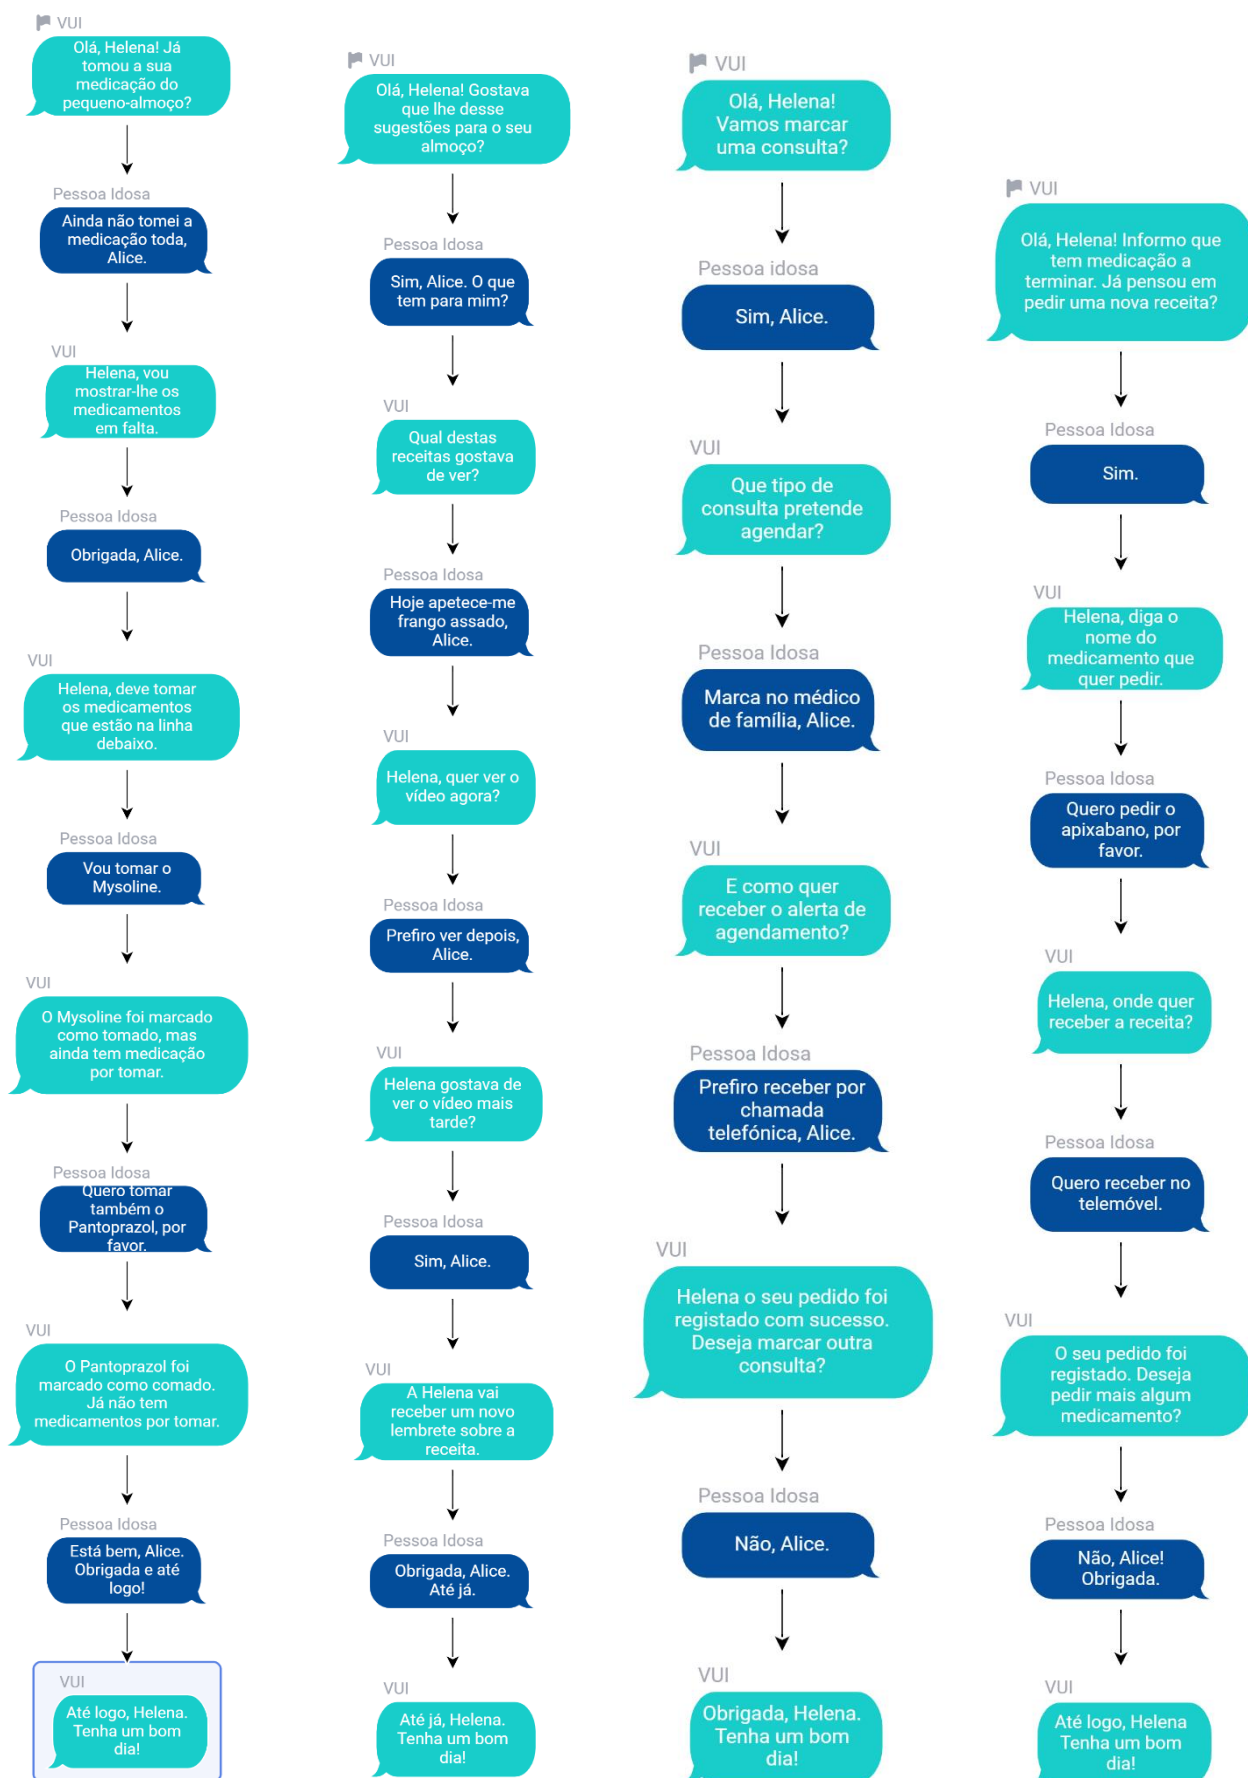 VUI
Olá, Helena! Já
tomou a sua
medicação do
pequeno-almoço?
Pessoa Idosa
Ainda não tomei a
medicação toda,
Alice.
VUI
Helena, vou
mostrar-lhe os
medicamentos
em falta.
Pessoa Idosa
Obrigada, Alice.
VUI
Helena, deve tomar
os medicamentos
que estão na linha
debaixo.
Pessoa Idosa
Vou tomar o
Mysoline.
VUI
O Mysoline foi marcado
como tomado, mas
ainda tem medicação
por tomar.
Pessoa Idosa
Quero tomar
também o
Pantoprazol, por
favor.
VUI
O Pantoprazol foi
marcado como comado.
Já não tem
medicamentos por tomar.
Pessoa Idosa
Está bem, Alice.
Obrigada e até
logo!
VUI
Até logo, Helena.
Tenha um bom
dia!
VUI
Olá, Helena! Gostava
que lhe desse
sugestões para o seu
almoço?
Pessoa Idosa
Sim, Alice. O que
tem para mim?
VUI
Qual destas
receitas gostava
de ver?
Pessoa Idosa
Hoje apetece-me
frango assado,
Alice.
VUI
Helena, quer ver o
vídeo agora?
Pessoa Idosa
Prefiro ver depois,
Alice.
VUI
Helena gostava de
ver o vídeo mais
tarde?
Pessoa Idosa
Sim, Alice.
VUI
A Helena vai
receber um novo
lembrete sobre a
receita.
Pessoa Idosa
Obrigada, Alice.
Até já.
VUI
Até já, Helena.
Tenha um bom
dia!
VUI
Olá, Helena!
Vamos marcar
uma consulta?
Pessoa idosa
Sim, Alice.
VUI
Que tipo de
consulta pretende
agendar?
Pessoa Idosa
Marca no médico
de família, Alice.
VUI
E como quer
receber o alerta de
agendamento?
Pessoa Idosa
Prefiro receber por
chamada
telefónica, Alice.
VUI
Helena o seu pedido foi
registado com sucesso.
Deseja marcar outra
consulta?
Pessoa Idosa
Não, Alice.
VUI
Obrigada, Helena.
Tenha um bom
dia!
VUI
Olá, Helena! Informo que
tem medicação a
terminar. Já pensou em
pedir uma nova receita?
Pessoa Idosa
Sim.
VUI
Helena, diga o
nome do
medicamento que
quer pedir.
Pessoa Idosa
Quero pedir o
apixabano, por
favor.
VUI
Helena, onde quer
receber a receita?
Pessoa Idosa
Quero receber no
telemóvel.
VUI
O seu pedido foi
registado. Deseja
pedir mais algum
medicamento?
Pessoa Idosa
Não, Alice!
Obrigada.
VUI
Até logo, Helena
Tenha um bom
dia!